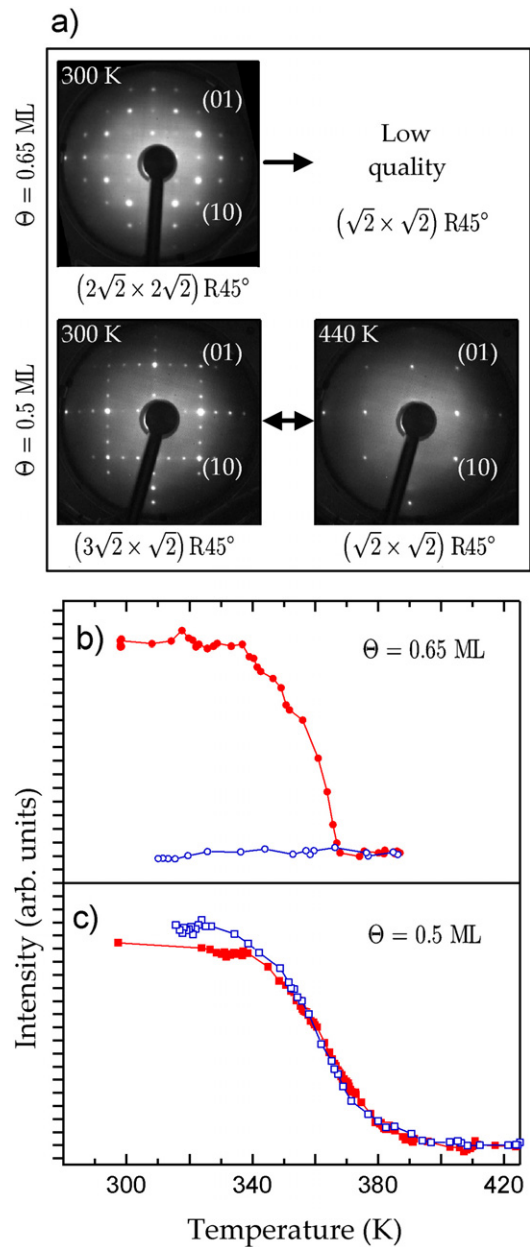 a)
Θ = 0.65 ML
300 K
(01)
(10)
(2√2 × 2√2) R45°
Low
quality
(√2 × √2) R45°
Θ = 0.5 ML
300 K
(01)
(10)
(3√2 × √2) R45°
440 K
(01)
(10)
(√2 × √2) R45°
Intensity (arb. units)
b)
Θ = 0.65 ML
c)
Θ = 0.5 ML
300 340 380 420
Temperature (K)